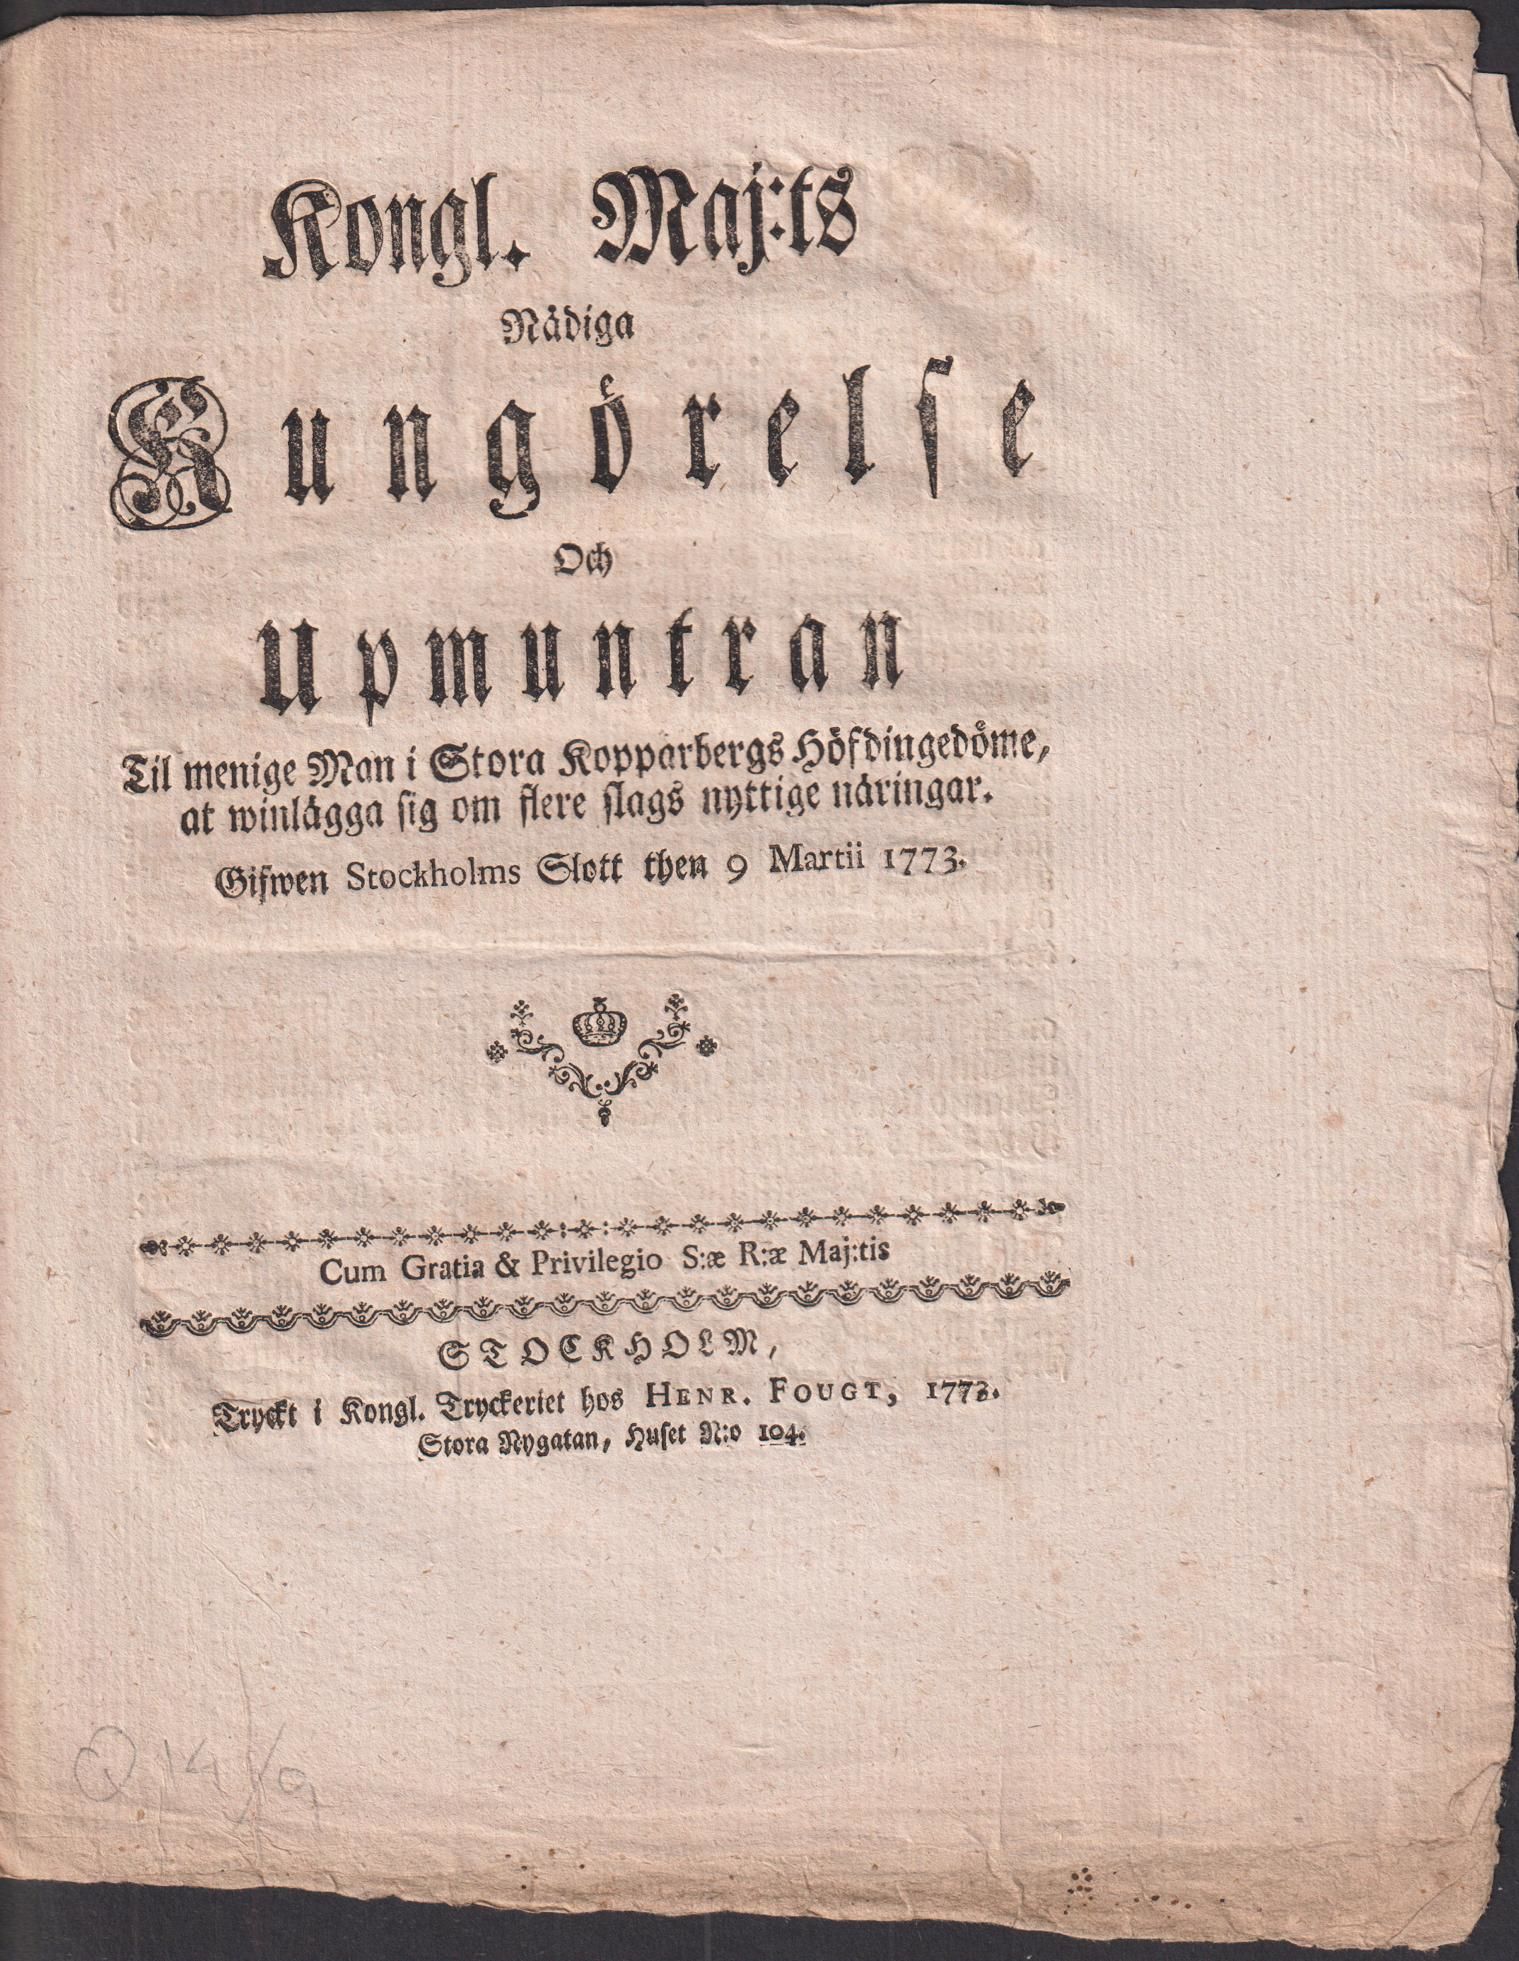 Kongl. Maj:ts
Nådiga
Kungörelse
Och
Upmuntran
Til menige Man i Stora Kopparbergs Höfdingedöme,
at winlägga sig om flere slags nyttige näringar.
Gifwen Stockholms Slott then 9 Martii 1773.
Cum Gratia & Privilegio S:æ R:æ Maj:tis
STOCKHOLM,
Tryckt i Kongl. Tryckeriet hos HENR. FOUGT, 1773.
Stora Nygatan, Huset N:o 104.